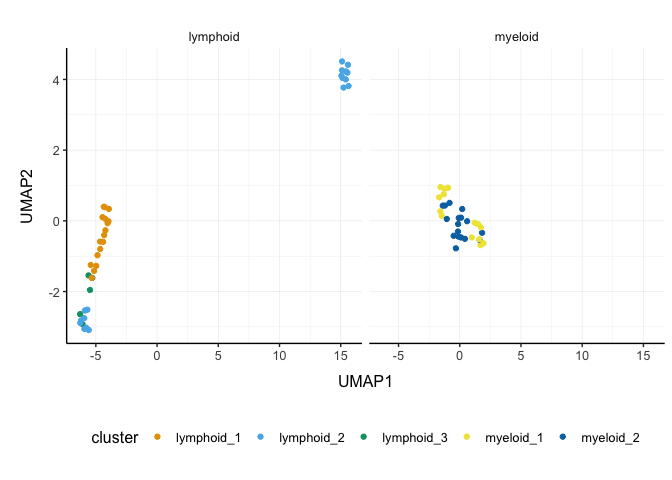 lymphoid myeloid
4
2
0
-2
UMAP2
-5 0 5 10 15 -5 0 5 10 15
UMAP1
cluster lymphoid_1 lymphoid_2 lymphoid_3 myeloid_1 myeloid_2